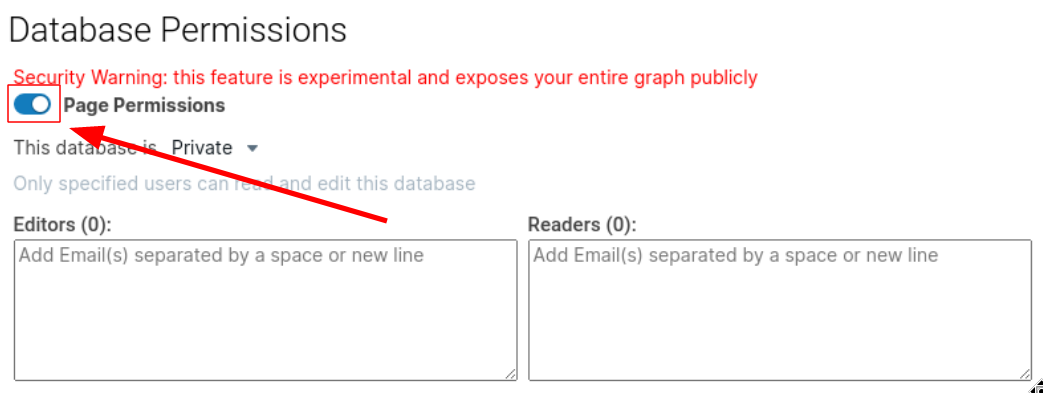 Database Permissions
Security Warning: this feature is experimental and exposes your entire graph publicly
Page Permissions
This database is Private
Only specified users can read and edit this database
Editors (0): Readers (0):
Add Email(s) separated by a space or new line Add Email(s) separated by a space or new line